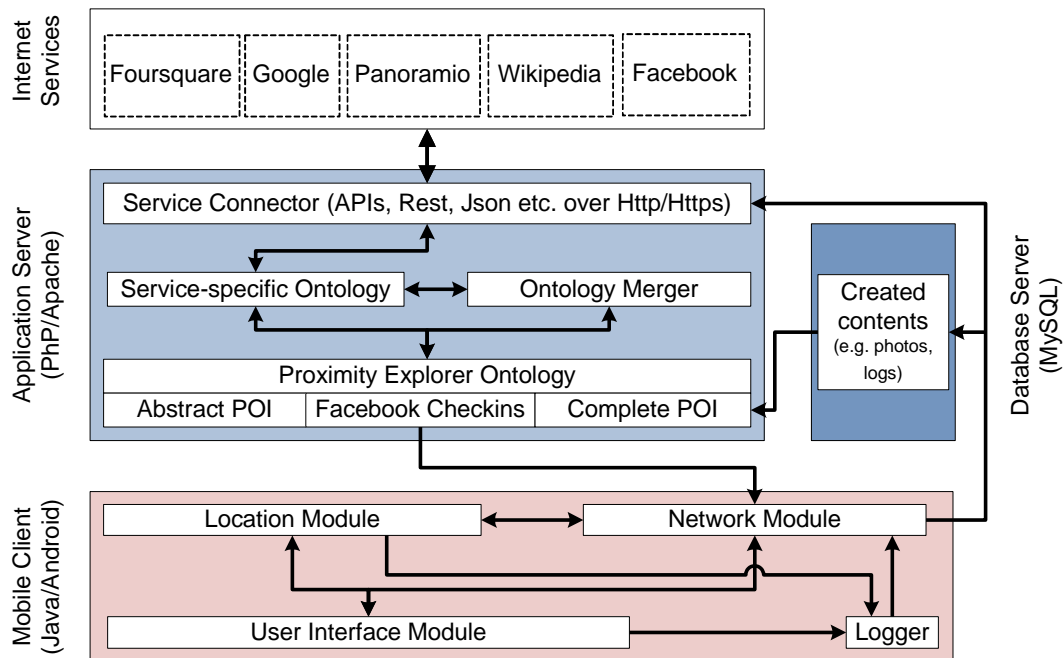 Internet
Services
Foursquare
Google
Panoramio
Wikipedia
Facebook
Application Server
(PhP/Apache)
Service Connector (APIs, Rest, Json etc. over Http/Https)
Service-specific Ontology
Ontology Merger
Proximity Explorer Ontology
Abstract POI
Facebook Checkins
Complete POI
Created
contents
(e.g. photos,
logs)
Database Server
(MySQL)
Mobile Client
(Java/Android)
Location Module
Network Module
User Interface Module
Logger